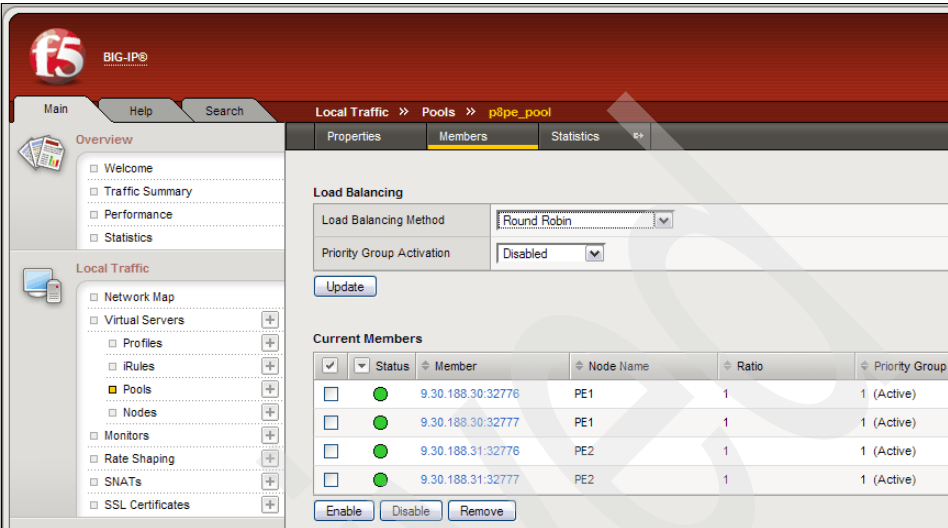 f5
BIG-IP®
Main Help Search
Local Traffic » Pools » p8pe_pool
Properties Members Statistics
Overview
Welcome
Traffic Summary
Performance
Statistics
Local Traffic
Network Map
Virtual Servers
Profiles
iRules
Pools
Nodes
Monitors
Rate Shaping
SNATs
SSL Certificates
Load Balancing
Load Balancing Method Round Robin
Priority Group Activation Disabled
Update
Current Members
Status Member Node Name Ratio Priority Group
9.30.188.30:32776 PE1 1 1 (Active)
9.30.188.30:32777 PE1 1 1 (Active)
9.30.188.31:32776 PE2 1 1 (Active)
9.30.188.31:32777 PE2 1 1 (Active)
Enable Disable Remove